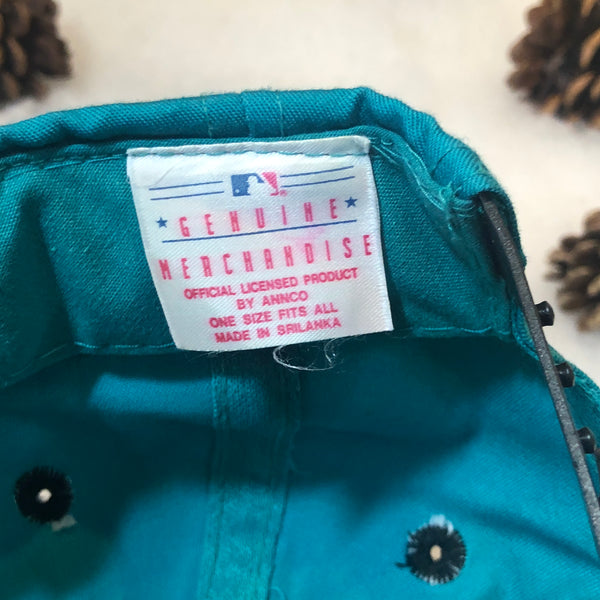 GENUINE
MERCHANDISE
OFFICIAL LICENSED PRODUCT
BY ANNCO
ONE SIZE FITS ALL
MADE IN SRILANKA